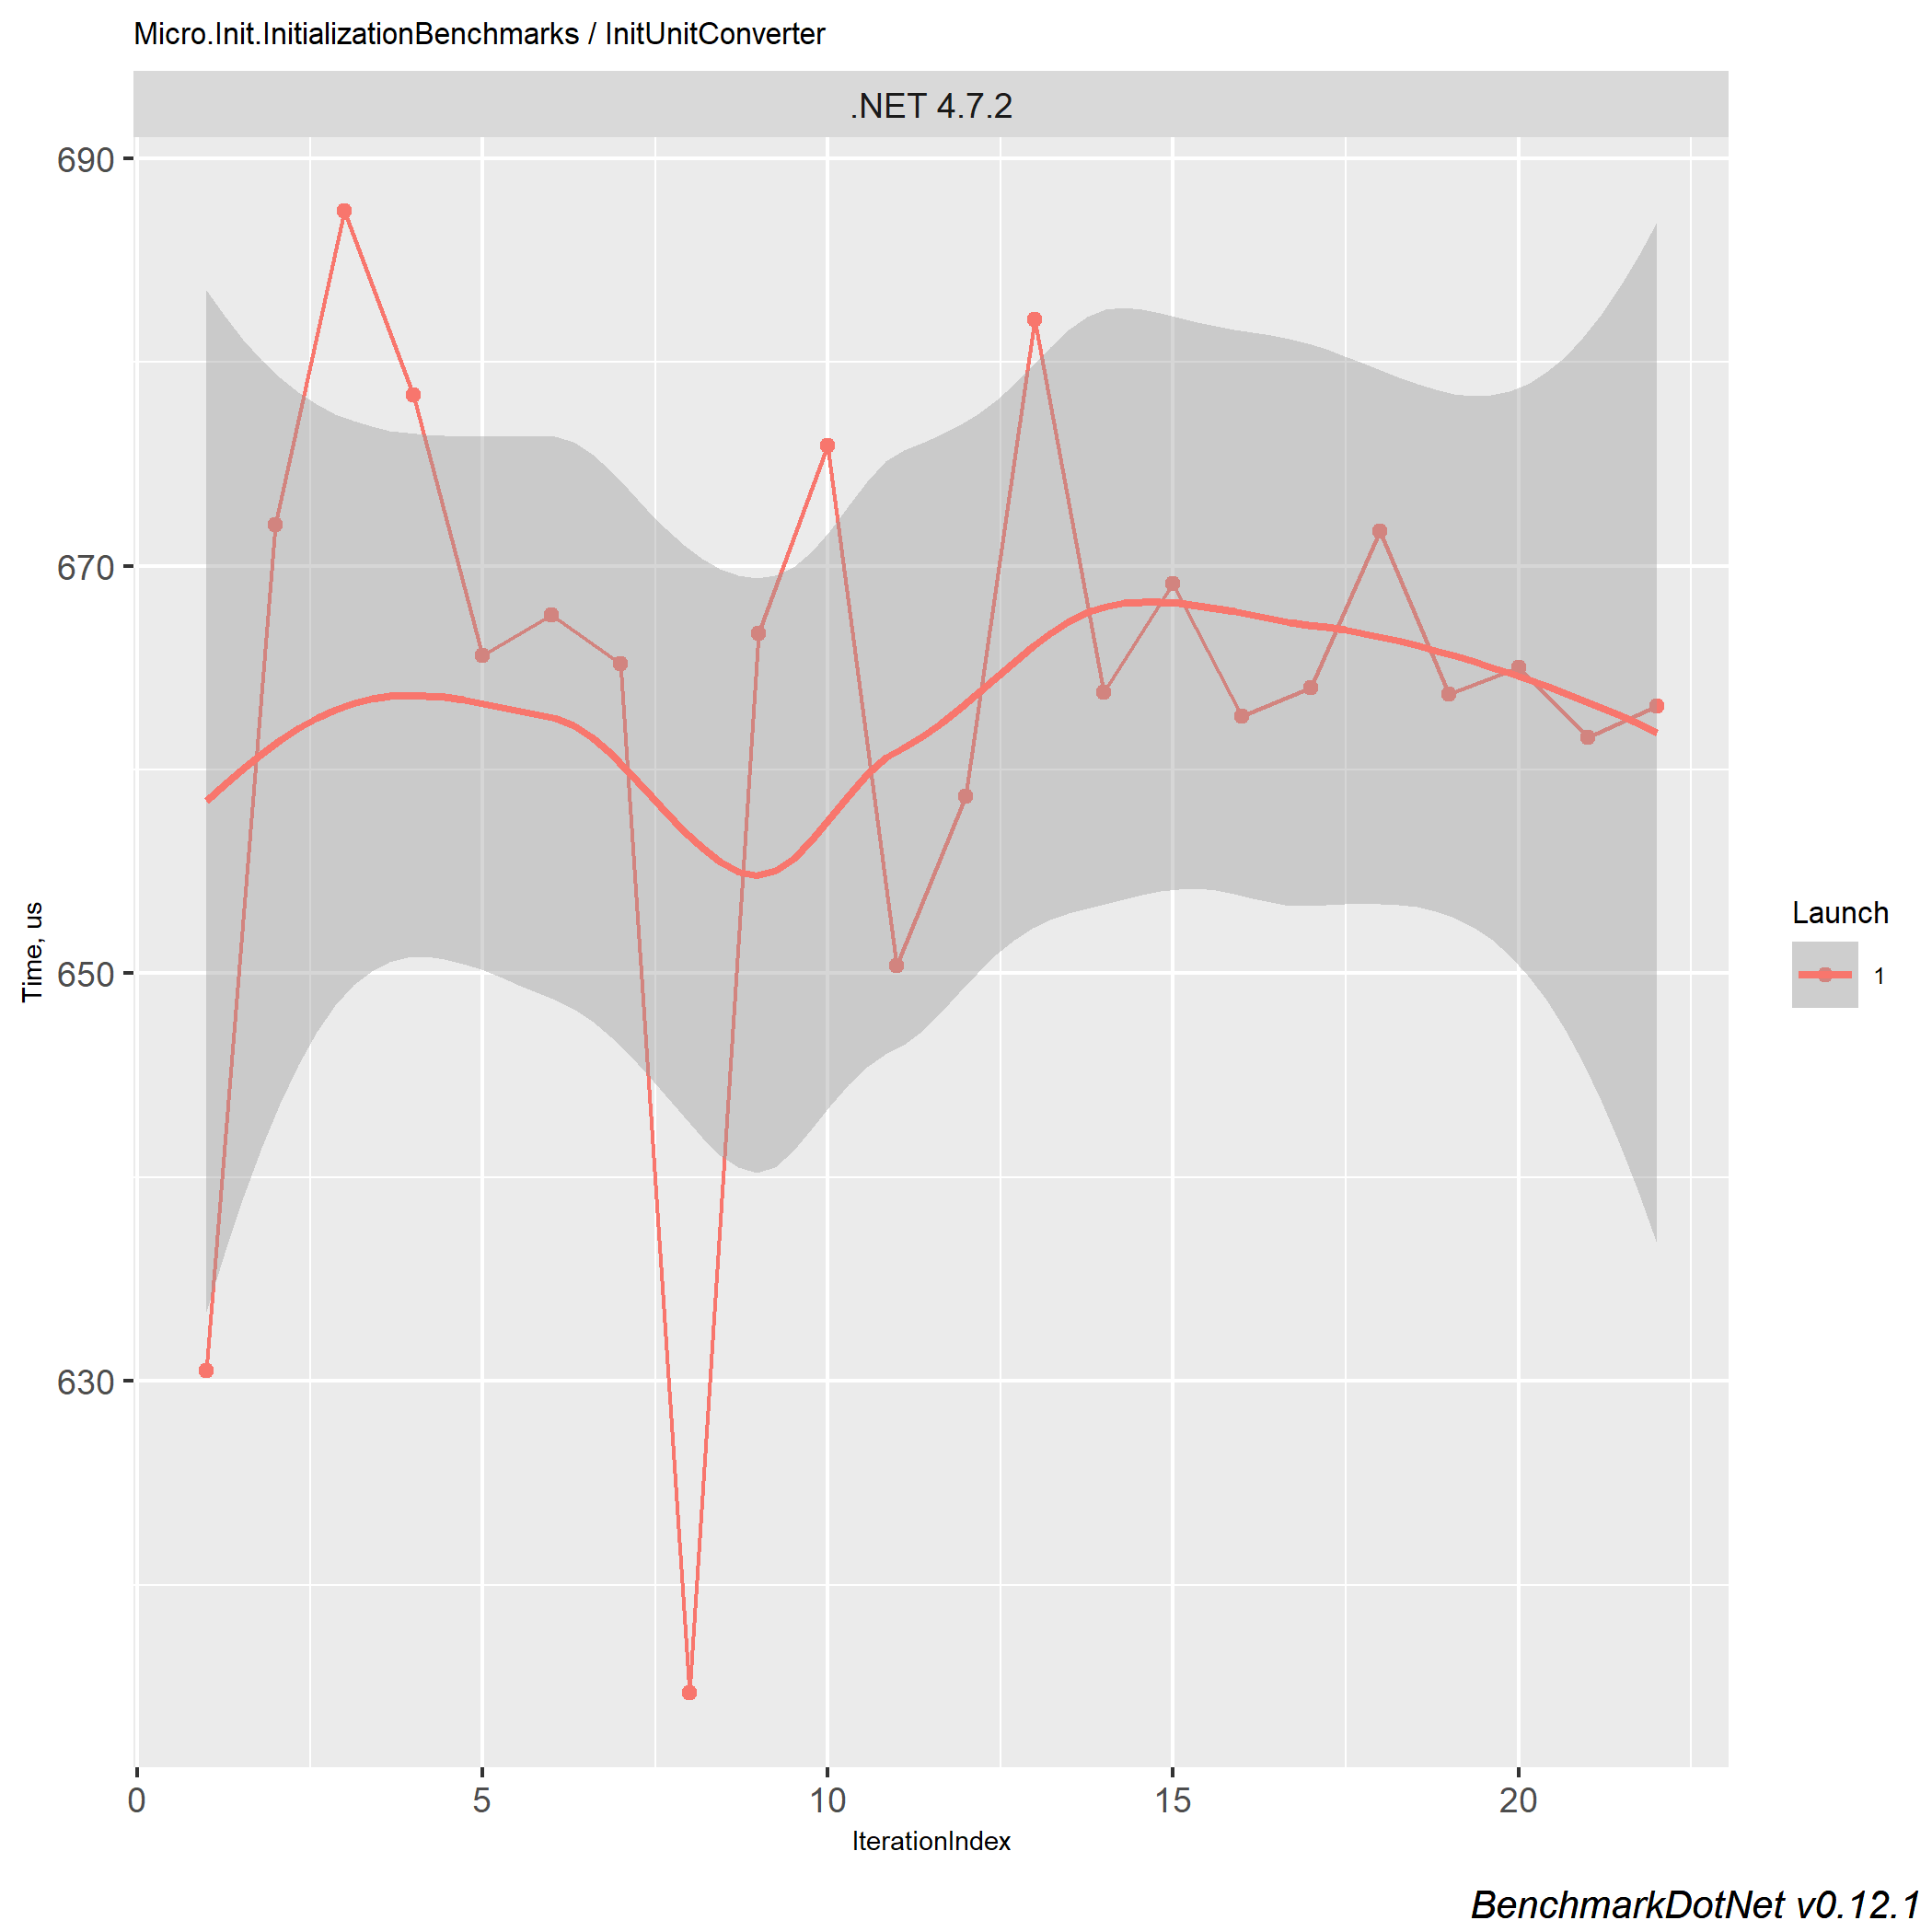 Micro.Init.InitializationBenchmarks / InitUnitConverter
.NET 4.7.2
690
670
650
630
Time, us
0 5 10 15 20
IterationIndex
Launch
1
BenchmarkDotNet v0.12.1